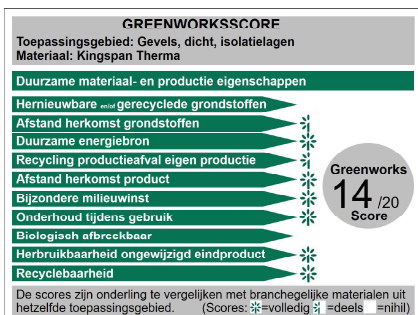 GREENWORKSSCORE
Toepassingsgebied: Gevels, dicht, isolatielagen
Materiaal: Kingspan Therma
Duurzame materiaal- en productie eigenschappen
Hernieuwbare en/of gerecyclede grondstoffen
Afstand herkomst grondstoffen
Duurzame energiebron
Recycling productieafval eigen productie
Afstand herkomst product
Bijzondere milieuwinst
Onderhoud tijdens gebruik
Biologisch afbreekbaar
Herbruikbaarheid ongewijzigd eindproduct
Recyclebaarheid
Greenworks
14 /20
Score
De scores zijn onderling te vergelijken met branchegelijke materialen uit
hetzelfde toepassingsgebied. (Scores: =volledig =deels =nihil)